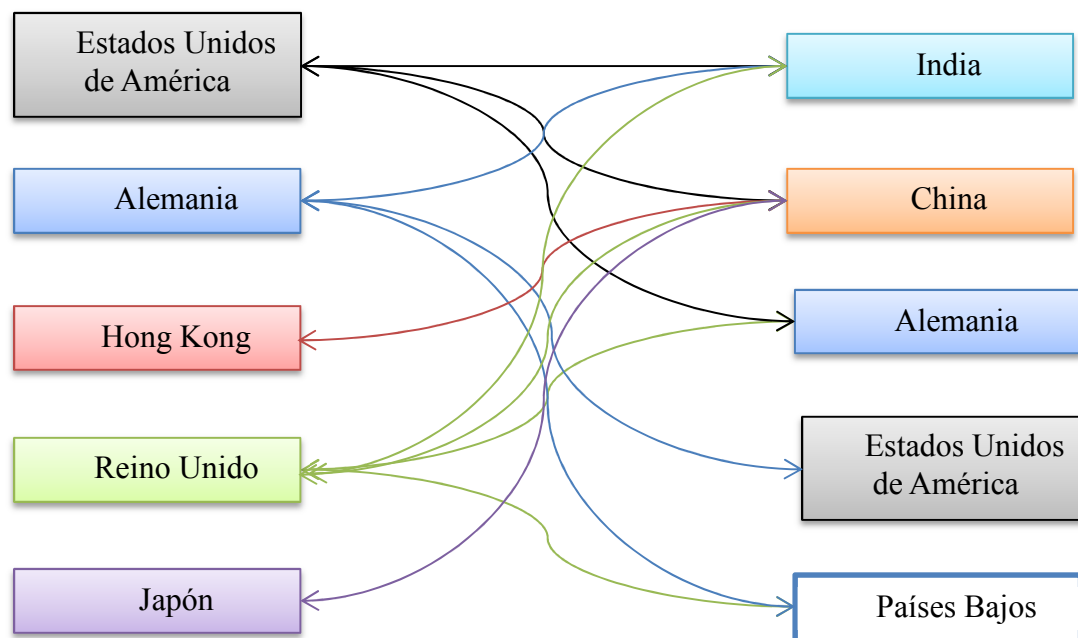 Estados Unidos
de América
Alemania
Hong Kong
Reino Unido
Japón
India
China
Alemania
Estados Unidos
de América
Países Bajos